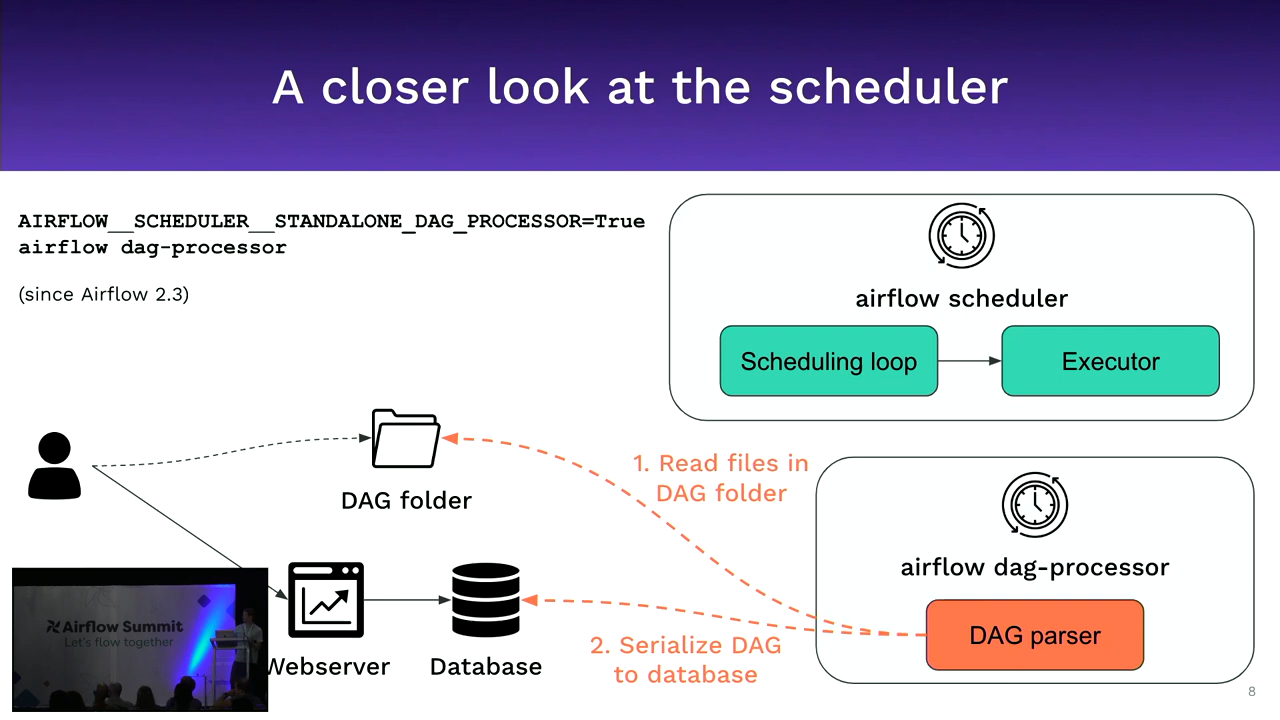 A closer look at the scheduler
AIRFLOW__SCHEDULER__STANDALONE_DAG_PROCESSOR=True
airflow dag-processor
(since Airflow 2.3)
airflow scheduler
Scheduling loop
Executor
DAG folder
1. Read files in
DAG folder
airflow dag-processor
DAG parser
Webserver
Database
2. Serialize DAG
to database
Airflow Summit
Let's flow together
8